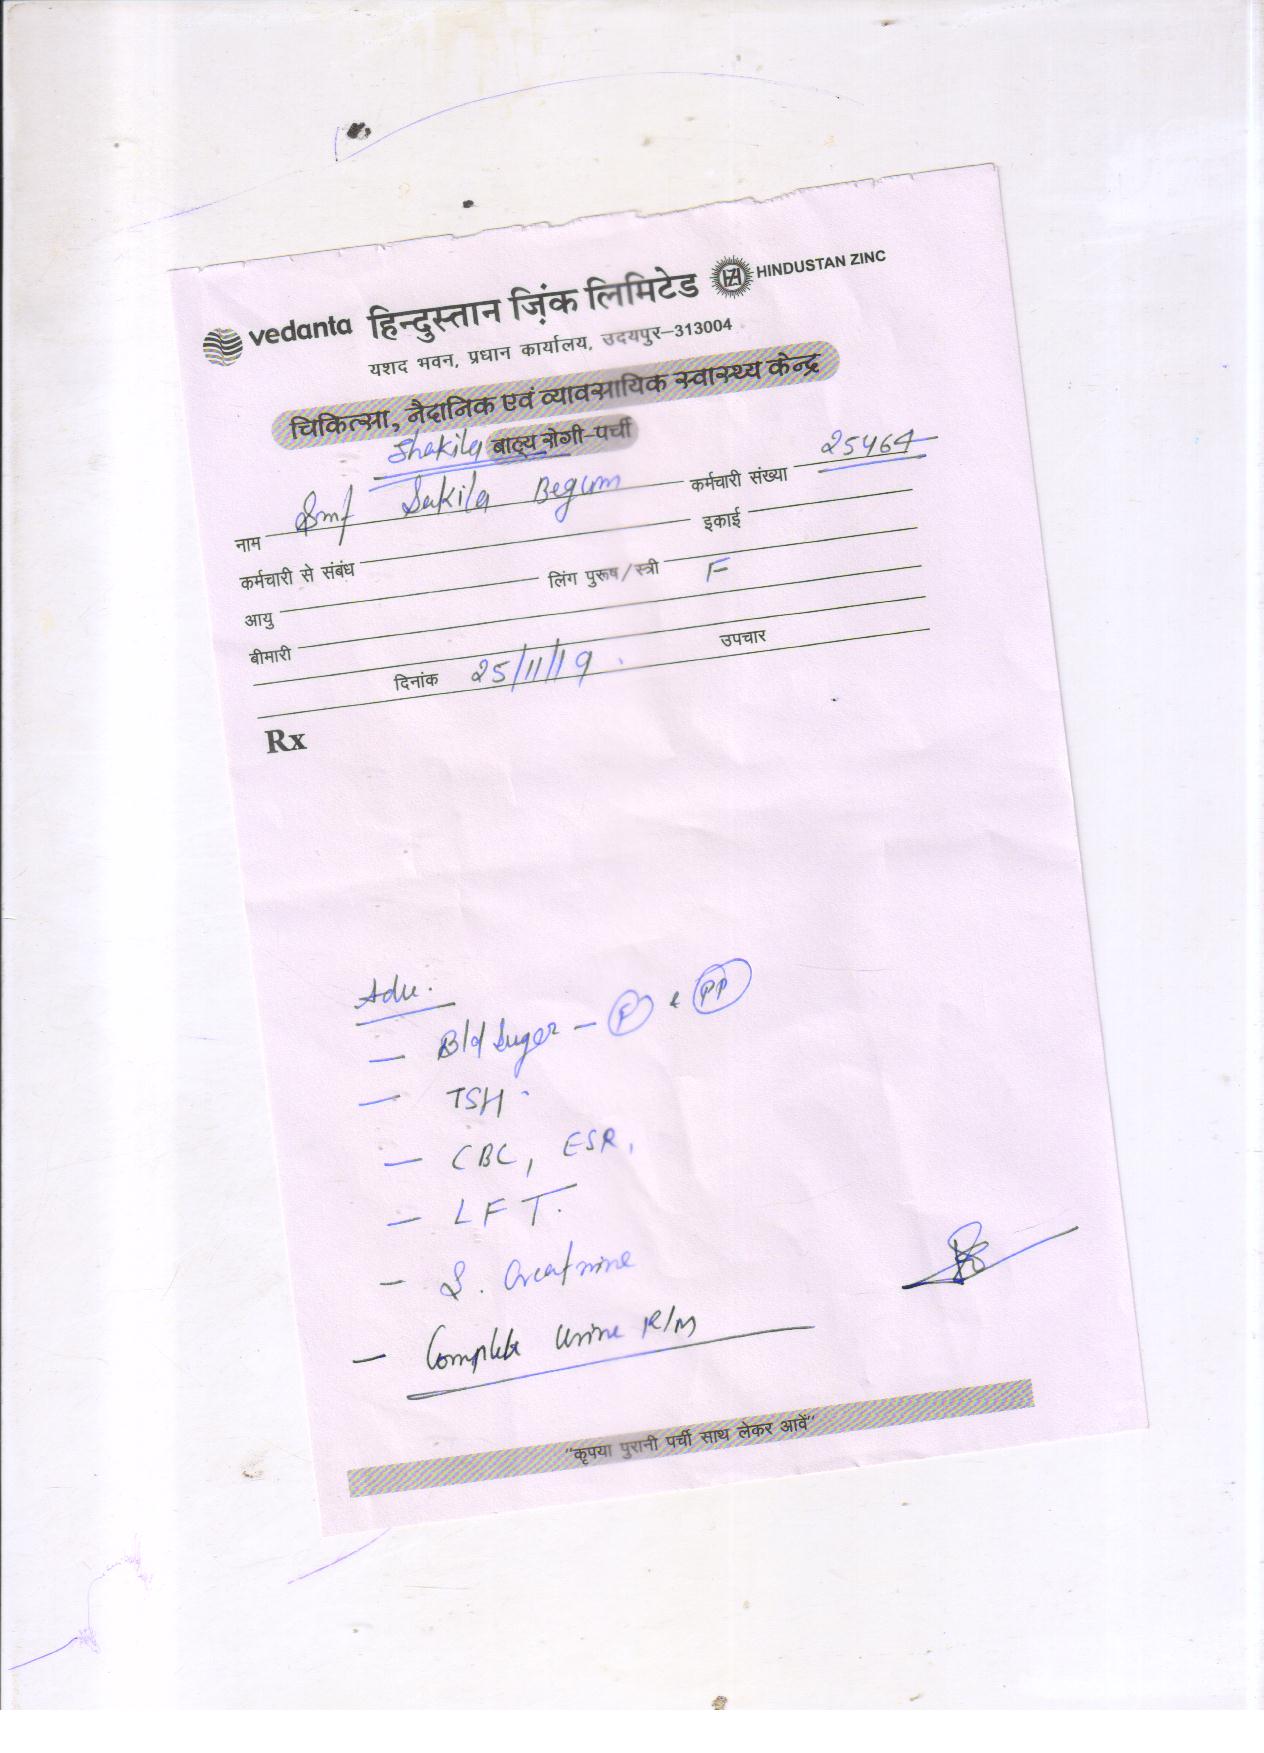 vedanta हिन्दुस्तान ज़िंक लिमिटेड HINDUSTAN ZINC
यशद भवन, प्रधान कार्यालय, उदयपुर–313004
चिकित्सा, नैदानिक एवं व्यावसायिक स्वास्थ्य केन्द्र
Shakila बाह्य रोगी-पर्ची
नाम Smt Sakila Begum कर्मचारी संख्या 25464
कर्मचारी से संबंध इकाई
आयु लिंग पुरूष/स्त्री F
बीमारी
दिनांक 25/11/19. उपचार
Rx
Adv.
— Bld Sugar – F & PP
— TSH
— CBC, ESR,
— LFT.
— S. Creatnine
— Complete Urine R/M
"कृपया पुरानी पर्ची साथ लेकर आवें"